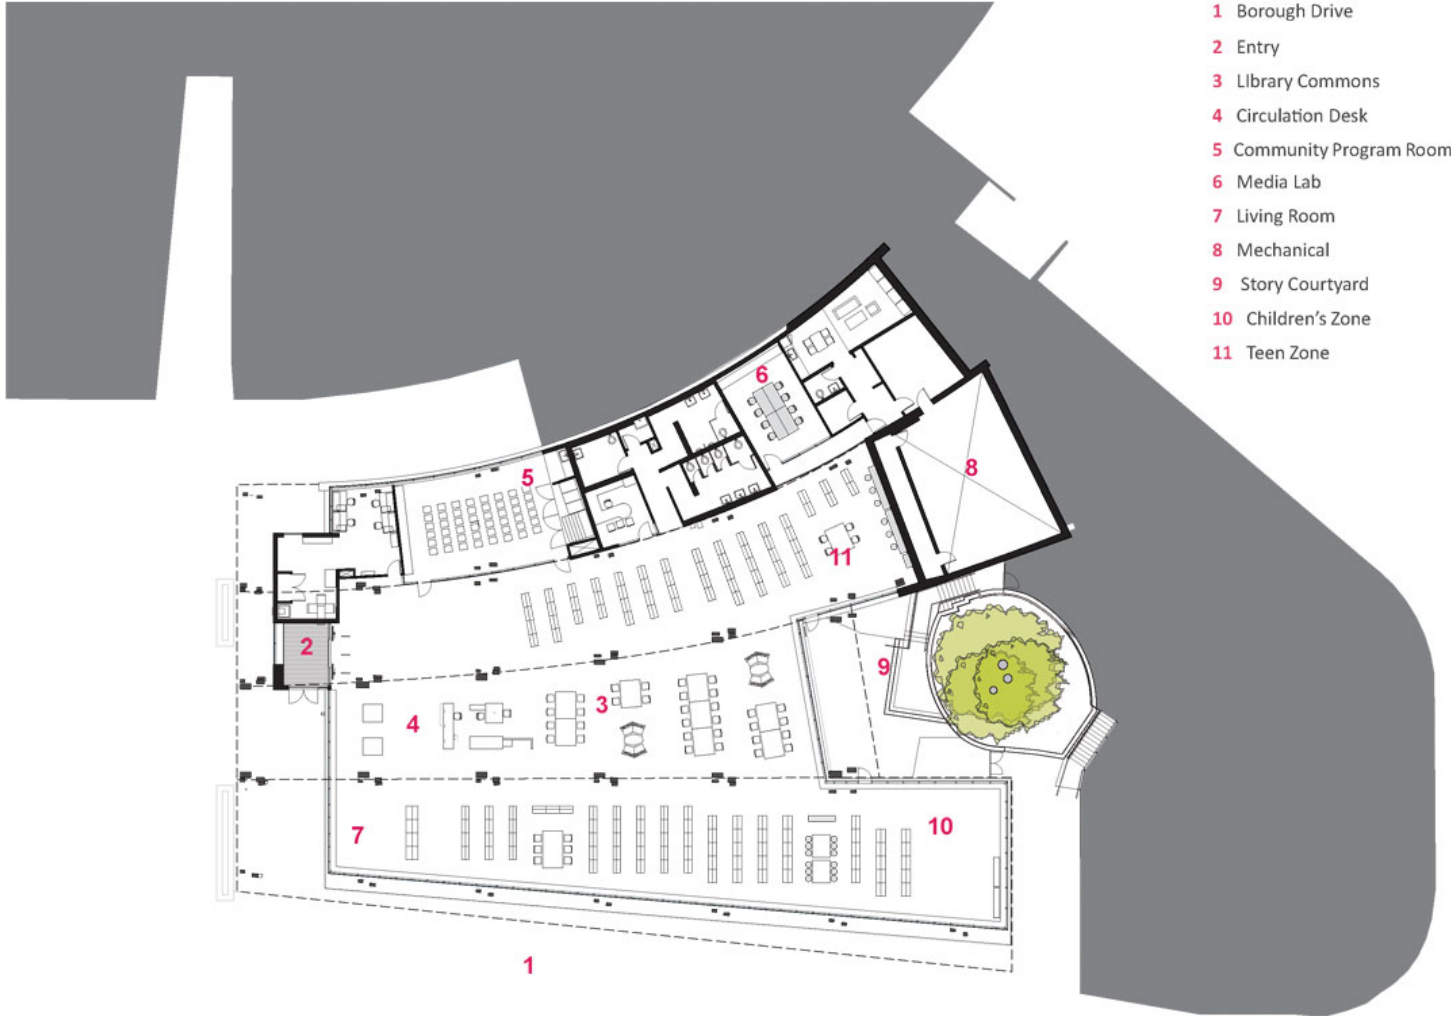 1 Borough Drive
2 Entry
3 LIbrary Commons
4 Circulation Desk
5 Community Program Room
6 Media Lab
7 Living Room
8 Mechanical
9 Story Courtyard
10 Children's Zone
11 Teen Zone
6
8
5
11
2
9
3
4
7
10
1